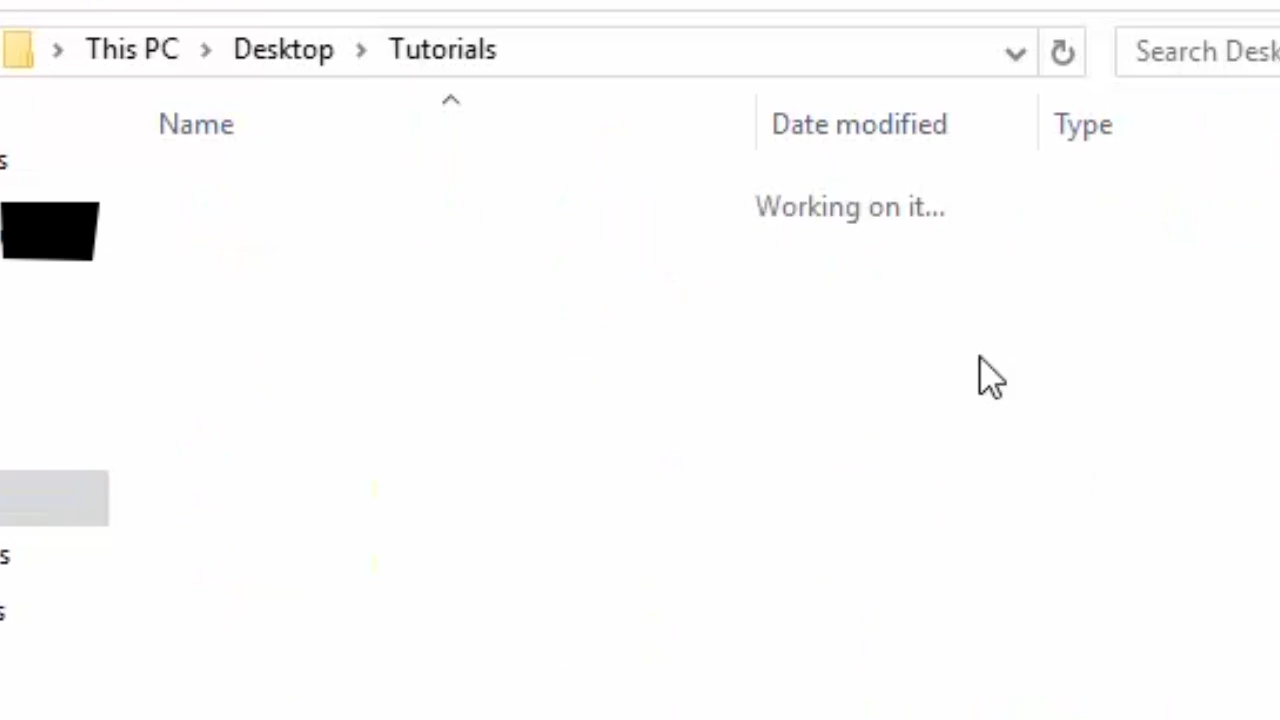 This PC Desktop Tutorials
Search Desk
Name
Date modified
Type
s
Working on it...
s
s